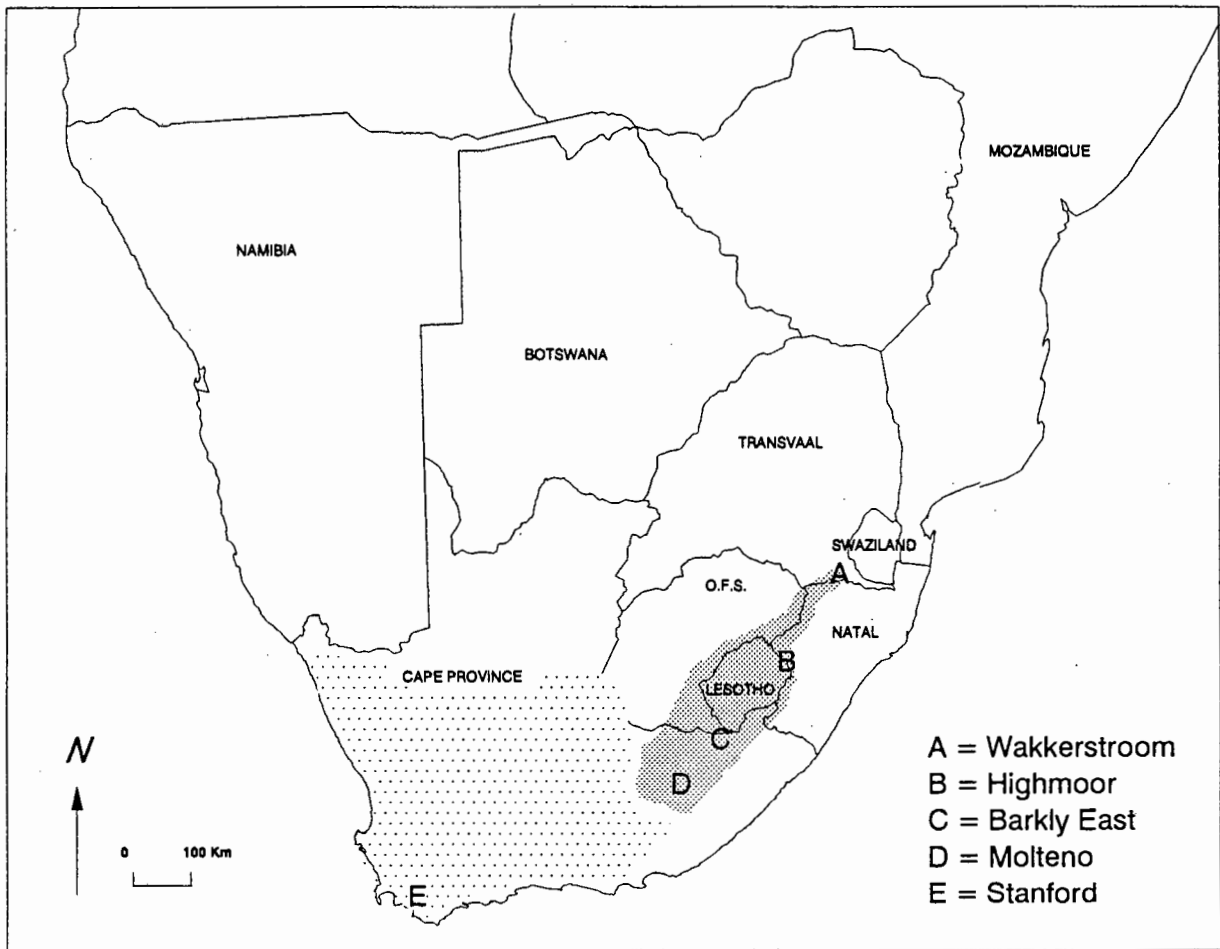 MOZAMBIQUE
NAMIBIA
BOTSWANA
TRANSVAAL
SWAZILAND
A
O.F.S.
NATAL
B
CAPE PROVINCE
LESOTHO
C
D
E
N
0 100 Km
A = Wakkerstroom
B = Highmoor
C = Barkly East
D = Molteno
E = Stanford